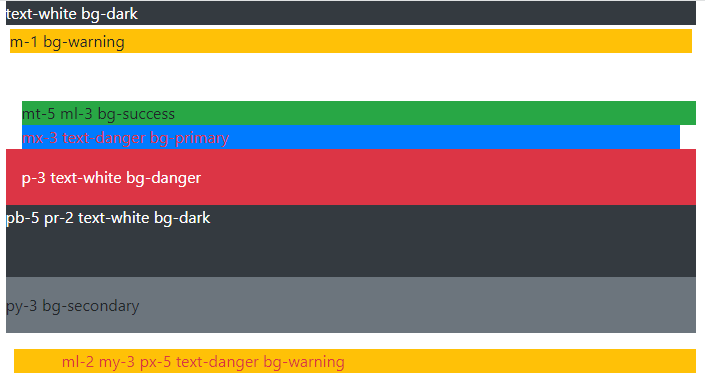 text-white bg-dark
m-1 bg-warning
mt-5 ml-3 bg-success
mx-3 text-danger bg-primary
p-3 text-white bg-danger
pb-5 pr-2 text-white bg-dark
py-3 bg-secondary
ml-2 my-3 px-5 text-danger bg-warning